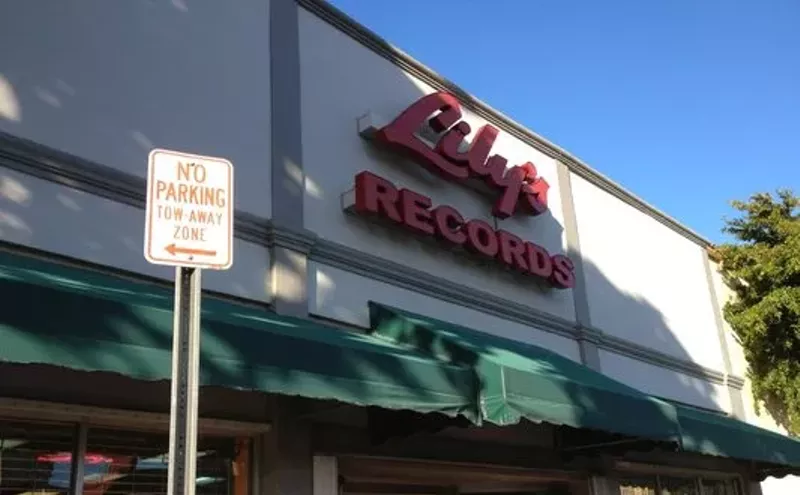 NO
PARKING
TOW-AWAY
ZONE
Lily's
RECORDS